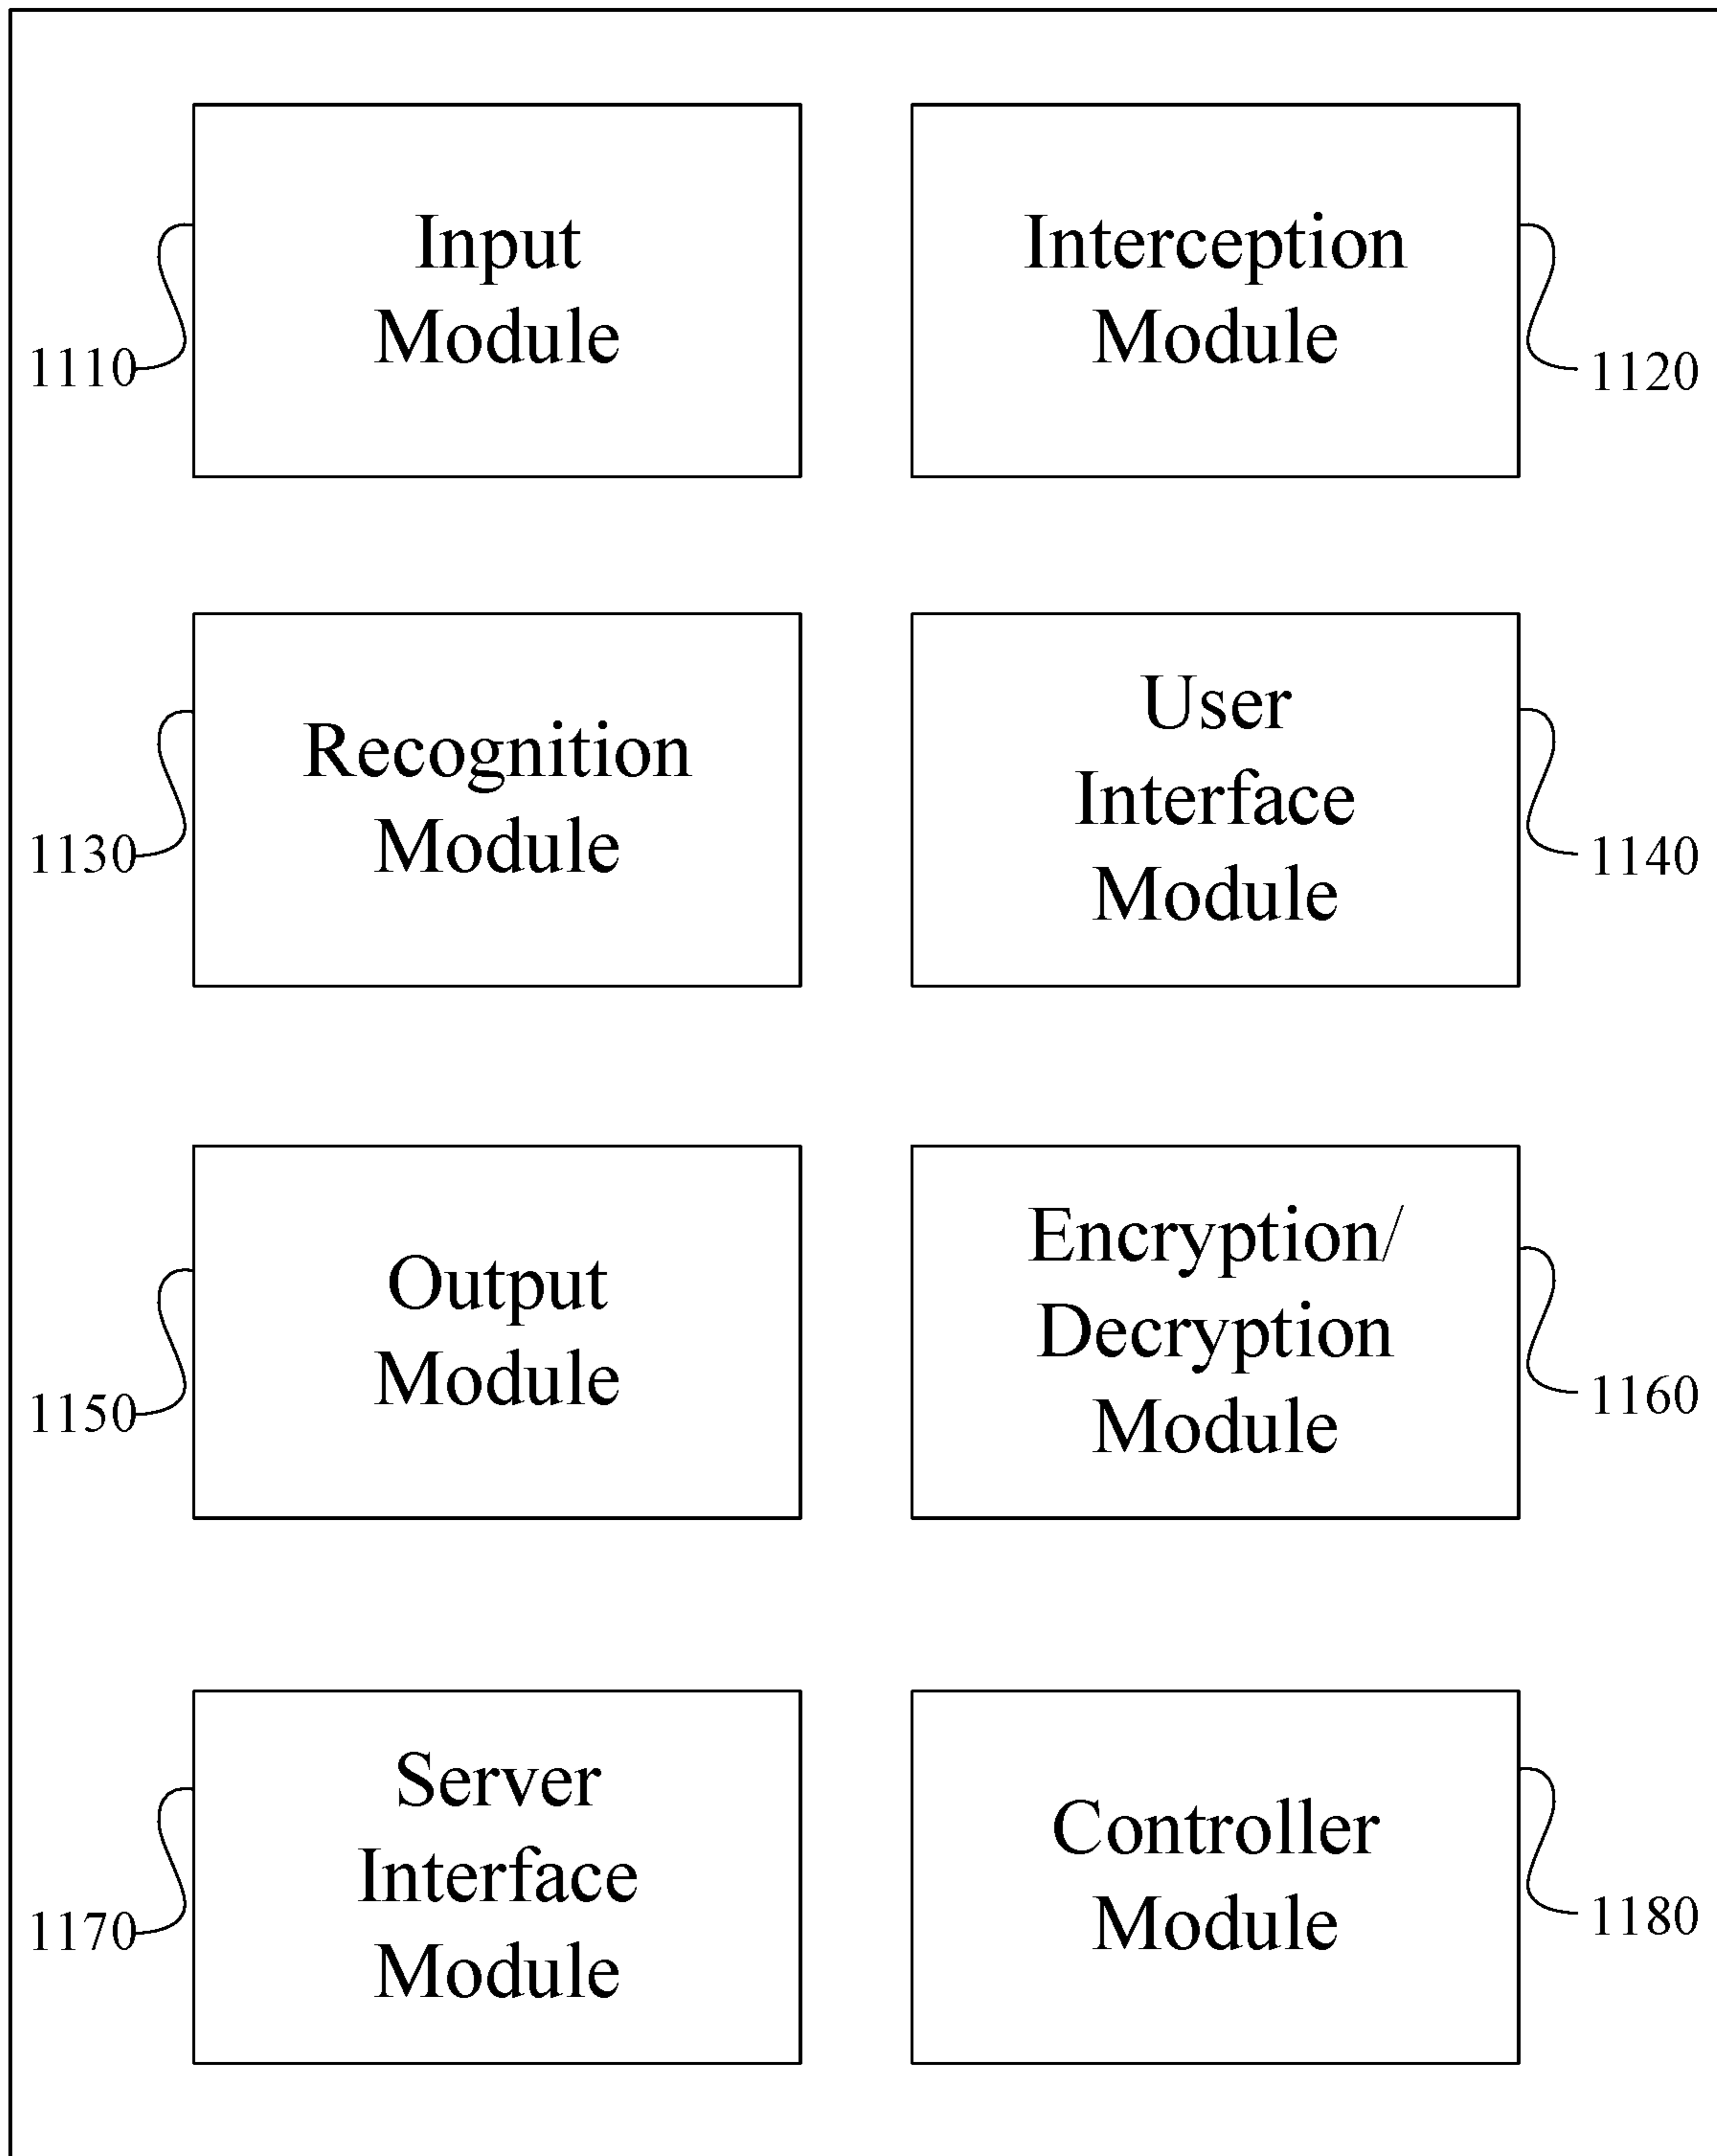 Input
Module
1110
Interception
Module
1120
Recognition
Module
1130
User
Interface
Module
1140
Output
Module
1150
Encryption/
Decryption
Module
1160
Server
Interface
Module
1170
Controller
Module
1180